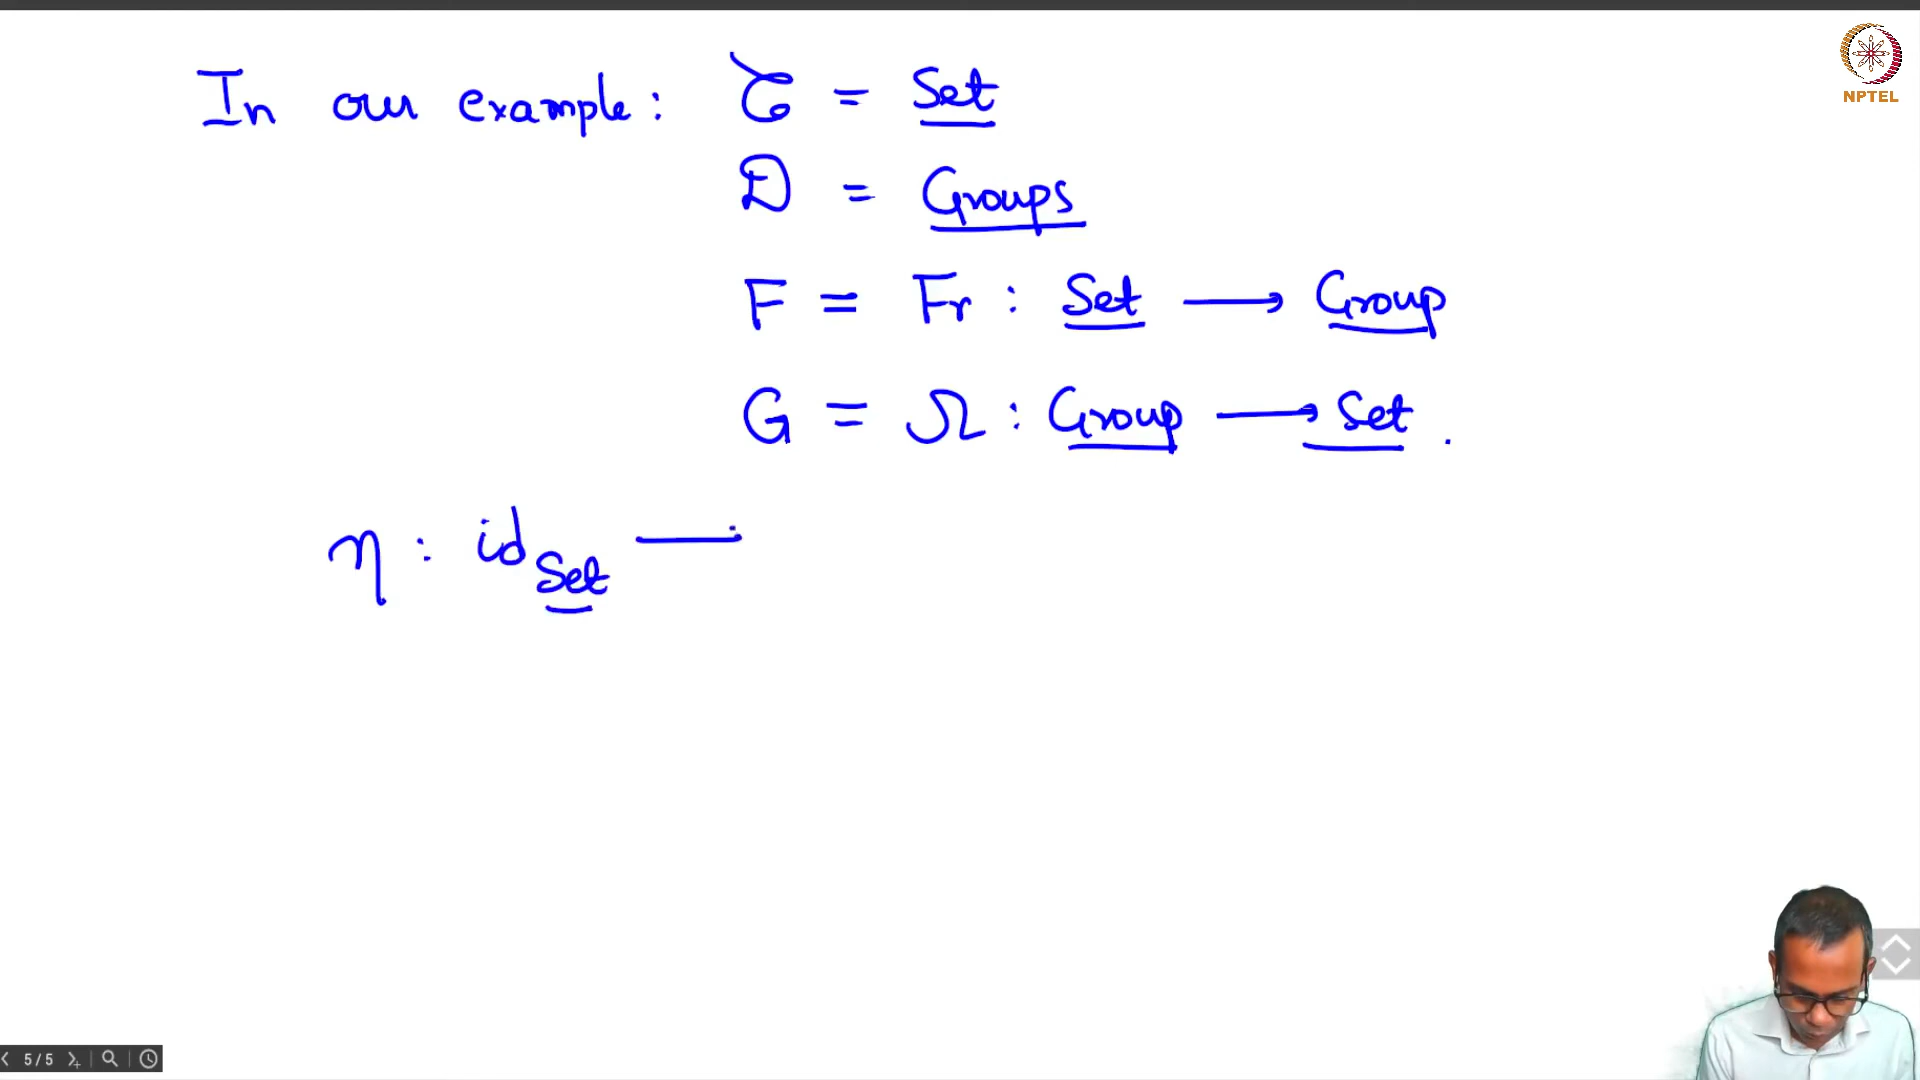 In our example: 𝒞 = Set
D = Groups
F = Fr : Set ⟶ Group
G = Ω : Group ⟶ Set .
η : id_Set —
NPTEL
5/5